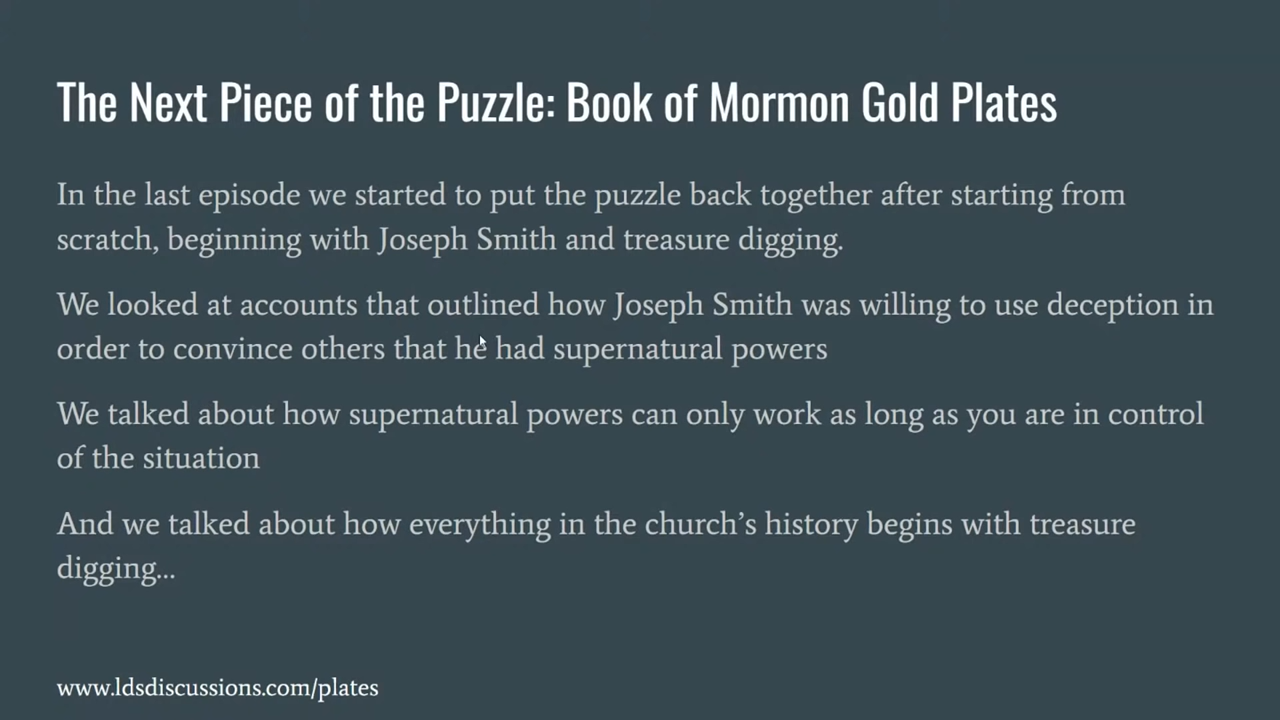 The Next Piece of the Puzzle: Book of Mormon Gold Plates
In the last episode we started to put the puzzle back together after starting from
scratch, beginning with Joseph Smith and treasure digging.
We looked at accounts that outlined how Joseph Smith was willing to use deception in
order to convince others that he had supernatural powers
We talked about how supernatural powers can only work as long as you are in control
of the situation
And we talked about how everything in the church’s history begins with treasure
digging...
www.ldsdiscussions.com/plates